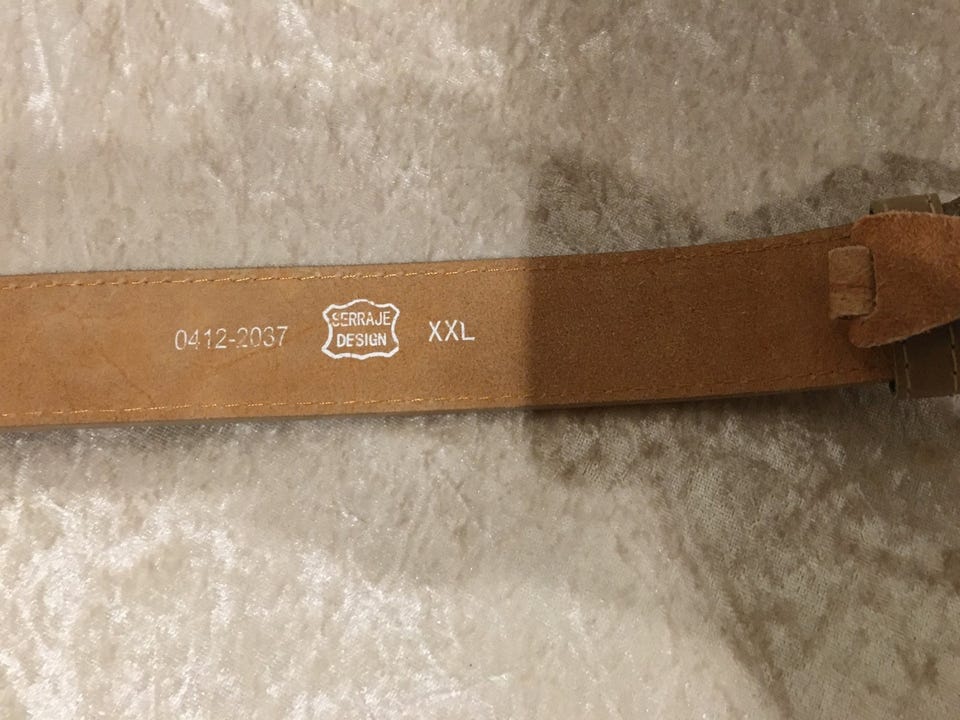 0412-2037
SERRAJE
DESIGN
XXL